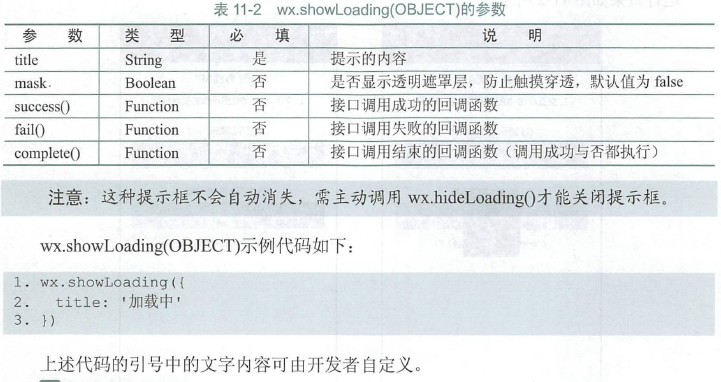 表 11-2 wx.showLoading(OBJECT)的参数
参 数 类 型 必 填 说 明
title String 是 提示的内容
mask Boolean 否 是否显示透明遮罩层，防止触摸穿透，默认值为 false
success() Function 否 接口调用成功的回调函数
fail() Function 否 接口调用失败的回调函数
complete() Function 否 接口调用结束的回调函数（调用成功与否都执行）
注意：这种提示框不会自动消失，需主动调用 wx.hideLoading()才能关闭提示框。
wx.showLoading(OBJECT)示例代码如下：
1. wx.showLoading({
2. title: '加载中'
3. })
上述代码的引号中的文字内容可由开发者自定义。